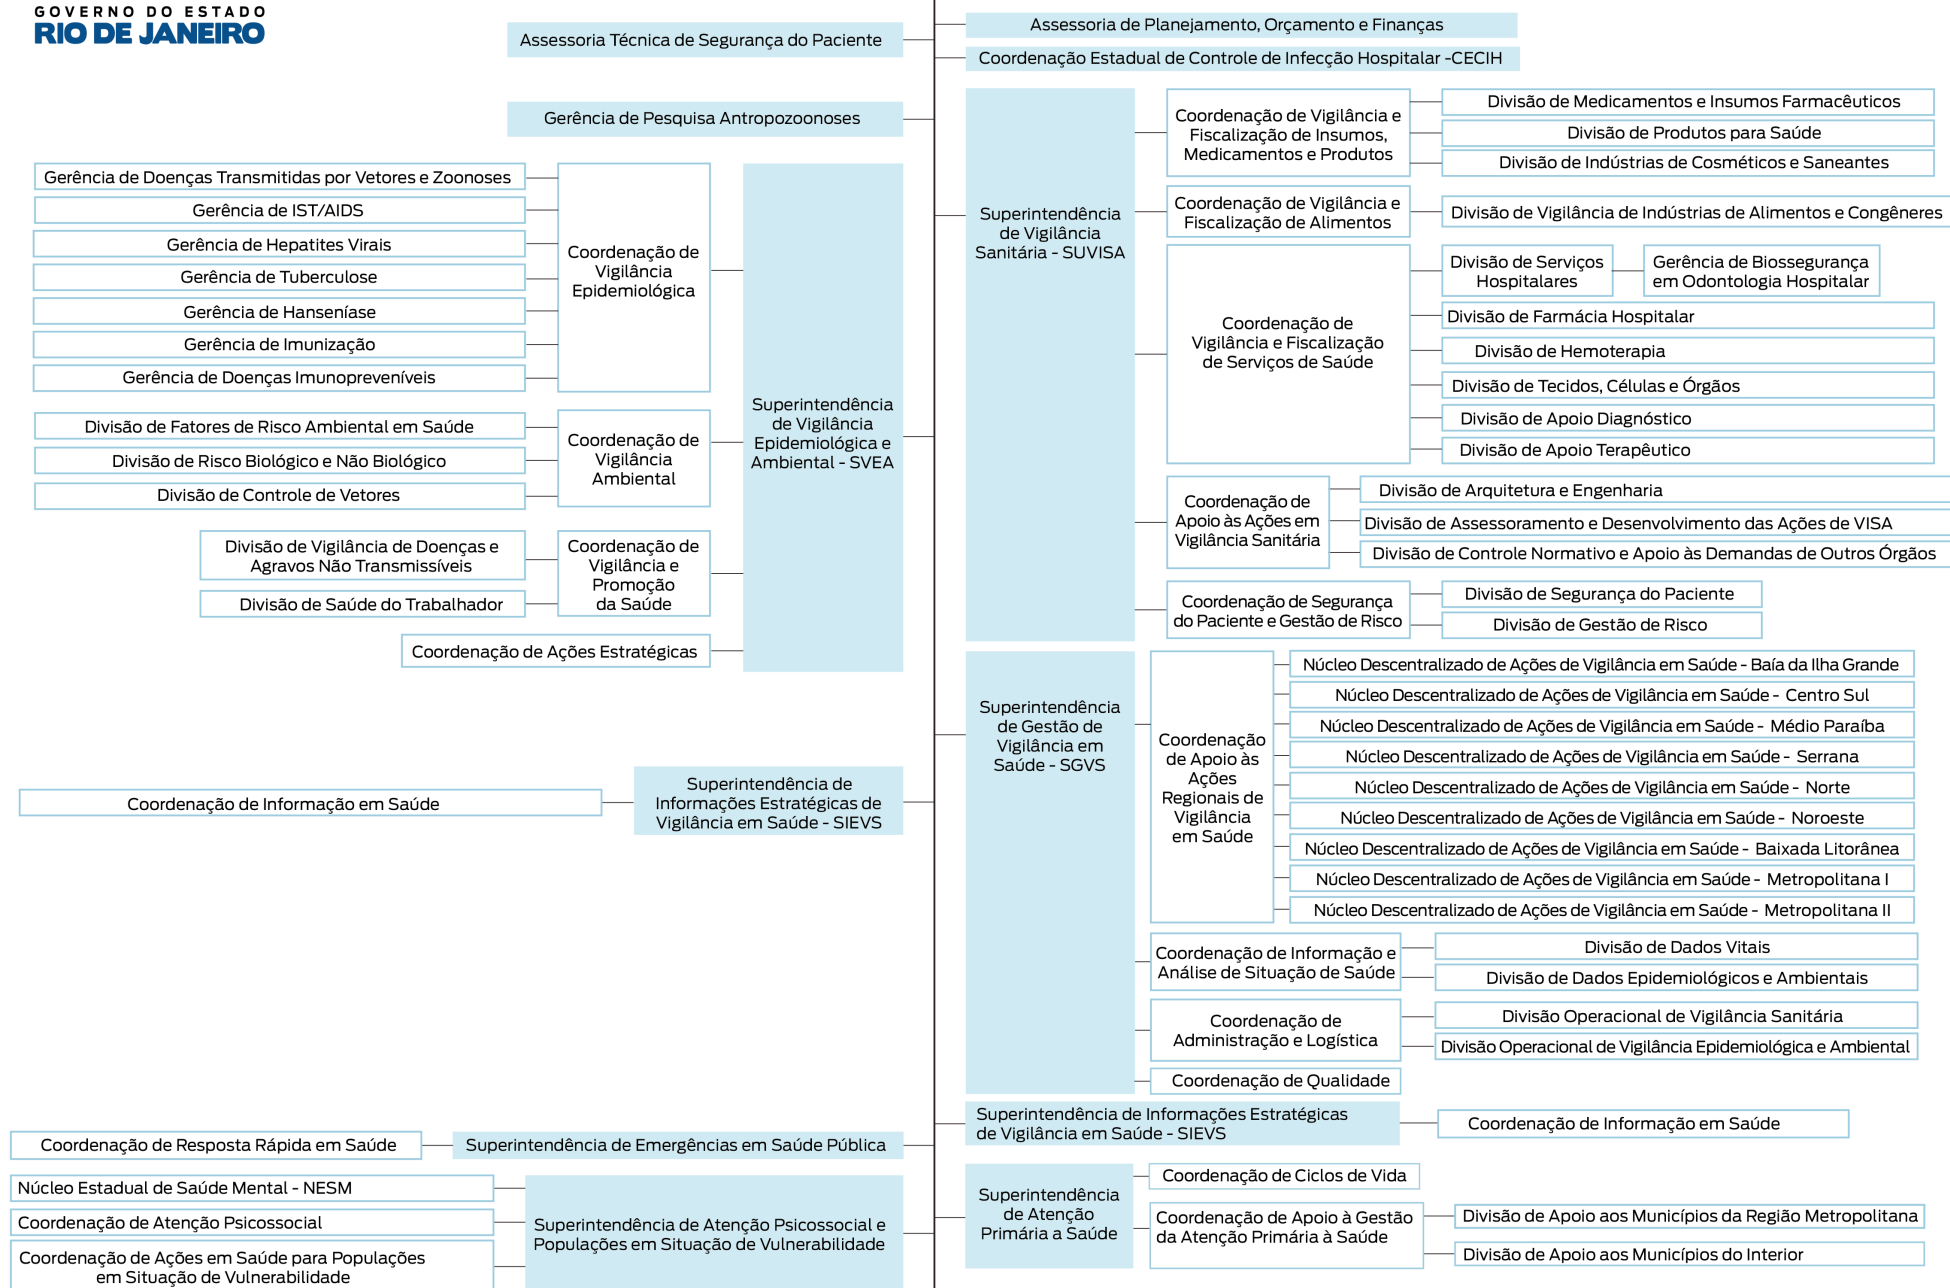 GOVERNO DO ESTADO
RIO DE JANEIRO
Assessoria Técnica de Segurança do Paciente
Gerência de Pesquisa Antropozoonoses
Gerência de Doenças Transmitidas por Vetores e Zoonoses
Gerência de IST/AIDS
Gerência de Hepatites Virais
Gerência de Tuberculose
Gerência de Hanseníase
Gerência de Imunização
Gerência de Doenças Imunopreveníveis
Coordenação de
Vigilância
Epidemiológica
Divisão de Fatores de Risco Ambiental em Saúde
Divisão de Risco Biológico e Não Biológico
Divisão de Controle de Vetores
Coordenação de
Vigilância
Ambiental
Divisão de Vigilância de Doenças e
Agravos Não Transmissíveis
Divisão de Saúde do Trabalhador
Coordenação de
Vigilância e
Promoção
da Saúde
Coordenação de Ações Estratégicas
Superintendência
de Vigilância
Epidemiológica e
Ambiental - SVEA
Coordenação de Informação em Saúde
Superintendência de
Informações Estratégicas de
Vigilância em Saúde - SIEVS
Coordenação de Resposta Rápida em Saúde
Superintendência de Emergências em Saúde Pública
Núcleo Estadual de Saúde Mental - NESM
Coordenação de Atenção Psicossocial
Coordenação de Ações em Saúde para Populações
em Situação de Vulnerabilidade
Superintendência de Atenção Psicossocial e
Populações em Situação de Vulnerabilidade
Assessoria de Planejamento, Orçamento e Finanças
Coordenação Estadual de Controle de Infecção Hospitalar -CECIH
Superintendência
de Vigilância
Sanitária - SUVISA
Coordenação de Vigilância e
Fiscalização de Insumos,
Medicamentos e Produtos
Divisão de Medicamentos e Insumos Farmacêuticos
Divisão de Produtos para Saúde
Divisão de Indústrias de Cosméticos e Saneantes
Coordenação de Vigilância e
Fiscalização de Alimentos
Divisão de Vigilância de Indústrias de Alimentos e Congêneres
Coordenação de
Vigilância e Fiscalização
de Serviços de Saúde
Divisão de Serviços
Hospitalares
Gerência de Biossegurança
em Odontologia Hospitalar
Divisão de Farmácia Hospitalar
Divisão de Hemoterapia
Divisão de Tecidos, Células e Órgãos
Divisão de Apoio Diagnóstico
Divisão de Apoio Terapêutico
Coordenação de
Apoio às Ações em
Vigilância Sanitária
Divisão de Arquitetura e Engenharia
Divisão de Assessoramento e Desenvolvimento das Ações de VISA
Divisão de Controle Normativo e Apoio às Demandas de Outros Órgãos
Coordenação de Segurança
do Paciente e Gestão de Risco
Divisão de Segurança do Paciente
Divisão de Gestão de Risco
Superintendência
de Gestão de
Vigilância em
Saúde - SGVS
Coordenação
de Apoio às
Ações
Regionais de
Vigilância
em Saúde
Núcleo Descentralizado de Ações de Vigilância em Saúde - Baía da Ilha Grande
Núcleo Descentralizado de Ações de Vigilância em Saúde - Centro Sul
Núcleo Descentralizado de Ações de Vigilância em Saúde - Médio Paraíba
Núcleo Descentralizado de Ações de Vigilância em Saúde - Serrana
Núcleo Descentralizado de Ações de Vigilância em Saúde - Norte
Núcleo Descentralizado de Ações de Vigilância em Saúde - Noroeste
Núcleo Descentralizado de Ações de Vigilância em Saúde - Baixada Litorânea
Núcleo Descentralizado de Ações de Vigilância em Saúde - Metropolitana I
Núcleo Descentralizado de Ações de Vigilância em Saúde - Metropolitana II
Coordenação de Informação e
Análise de Situação de Saúde
Divisão de Dados Vitais
Divisão de Dados Epidemiológicos e Ambientais
Coordenação de
Administração e Logística
Divisão Operacional de Vigilância Sanitária
Divisão Operacional de Vigilância Epidemiológica e Ambiental
Coordenação de Qualidade
Superintendência de Informações Estratégicas
de Vigilância em Saúde - SIEVS
Coordenação de Informação em Saúde
Superintendência
de Atenção
Primária a Saúde
Coordenação de Ciclos de Vida
Coordenação de Apoio à Gestão
da Atenção Primária à Saúde
Divisão de Apoio aos Municípios da Região Metropolitana
Divisão de Apoio aos Municípios do Interior